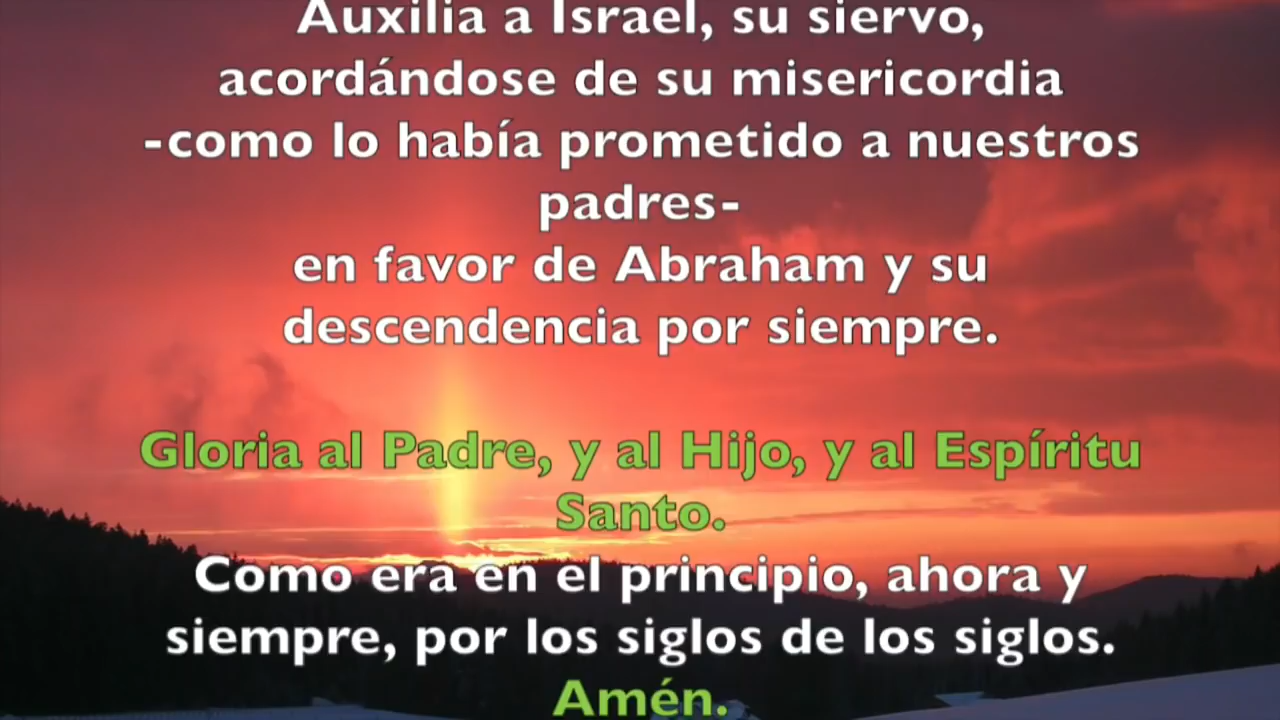 Auxilia a Israel, su siervo,
acordándose de su misericordia
-como lo había prometido a nuestros
padres-
en favor de Abraham y su
descendencia por siempre.
Gloria al Padre, y al Hijo, y al Espíritu
Santo.
Como era en el principio, ahora y
siempre, por los siglos de los siglos.
Amén.